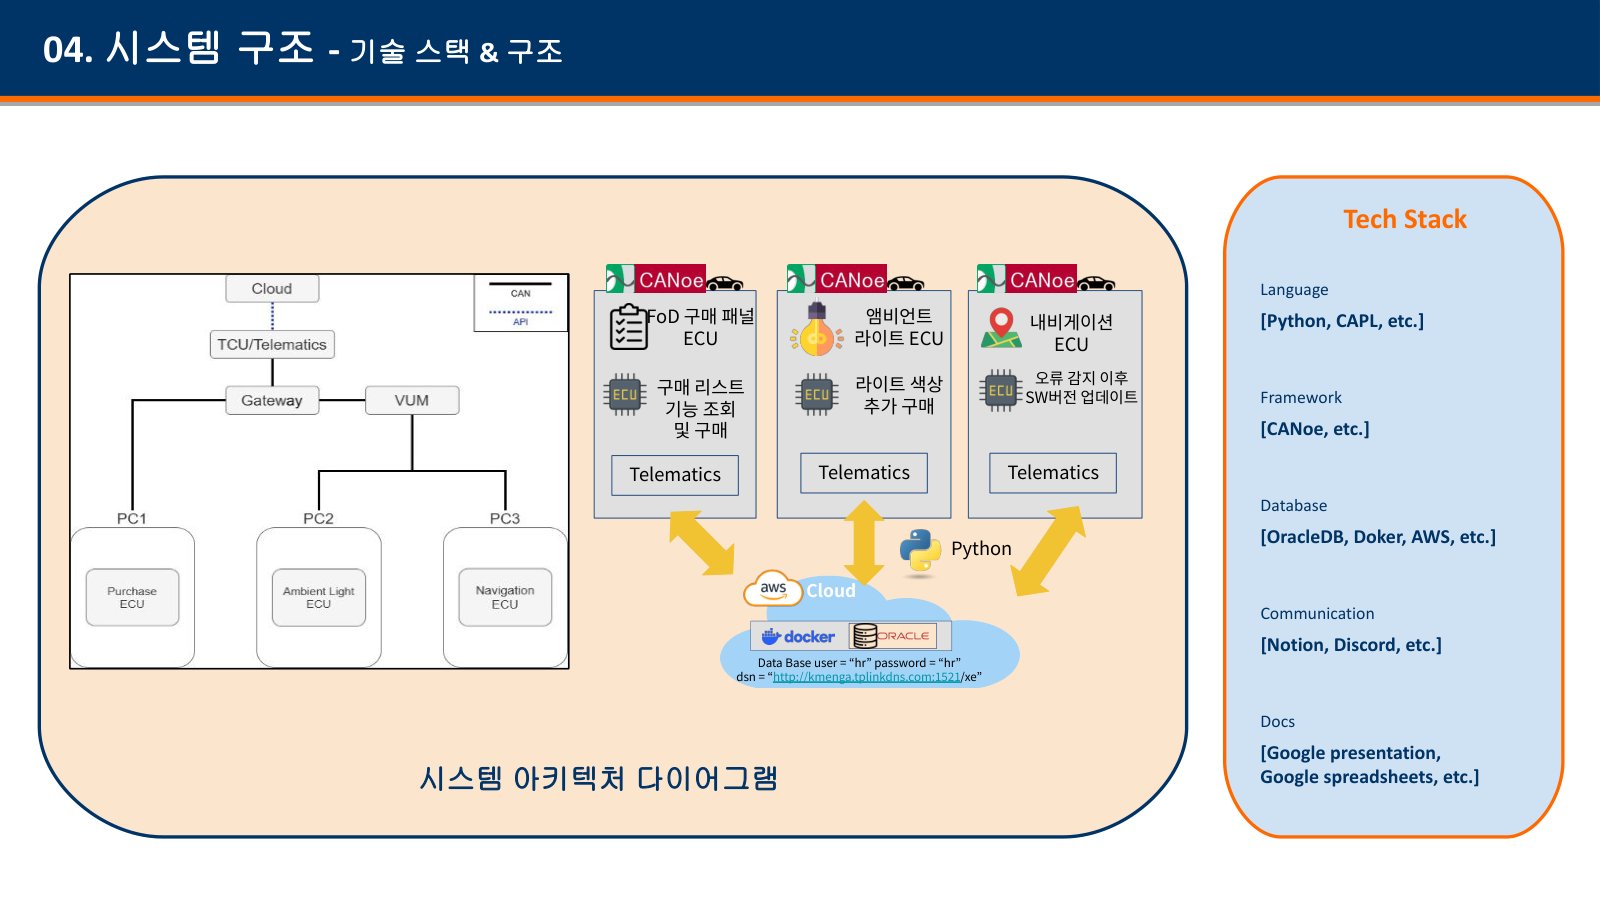 04. 시스템 구조 - 기술 스택 & 구조
Cloud
CAN
API
TCU/Telematics
Gateway
VUM
PC1
PC2
PC3
Purchase
ECU
Ambient Light
ECU
Navigation
ECU
CANoe
FoD 구매 패널
ECU
ECU
구매 리스트
기능 조회
및 구매
Telematics
CANoe
앰비언트
라이트 ECU
ECU
라이트 색상
추가 구매
Telematics
CANoe
내비게이션
ECU
ECU
오류 감지 이후
SW버전 업데이트
Telematics
Python
aws
Cloud
docker
ORACLE
Data Base user = “hr” password = “hr”
dsn = “http://kmenga.tplinkdns.com:1521/xe”
시스템 아키텍처 다이어그램
Tech Stack
Language
[Python, CAPL, etc.]
Framework
[CANoe, etc.]
Database
[OracleDB, Doker, AWS, etc.]
Communication
[Notion, Discord, etc.]
Docs
[Google presentation,
Google spreadsheets, etc.]